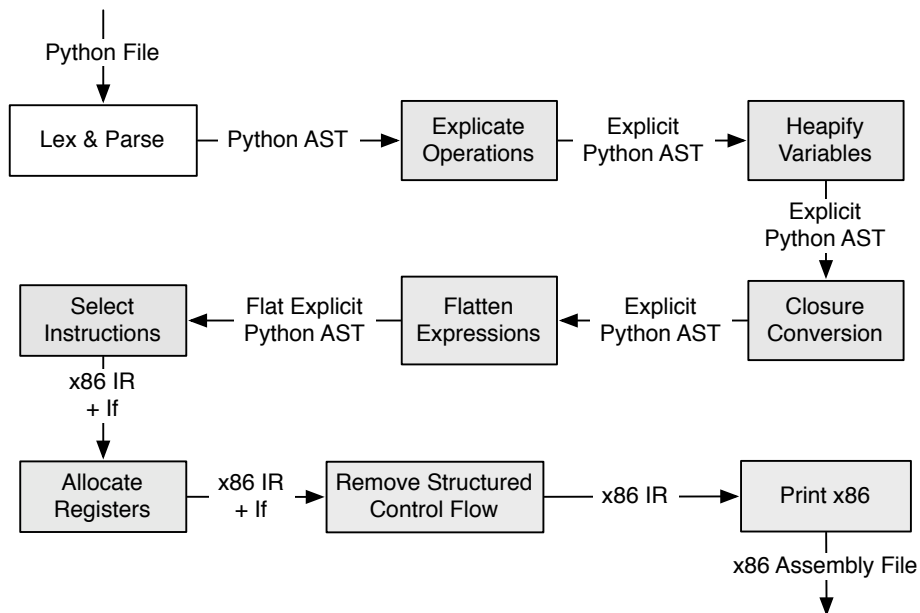 Python File
Lex & Parse
Python AST
Explicate
Operations
Explicit
Python AST
Heapify
Variables
Explicit
Python AST
Closure
Conversion
Explicit
Python AST
Flatten
Expressions
Flat Explicit
Python AST
Select
Instructions
x86 IR
+ If
Allocate
Registers
x86 IR
+ If
Remove Structured
Control Flow
x86 IR
Print x86
x86 Assembly File